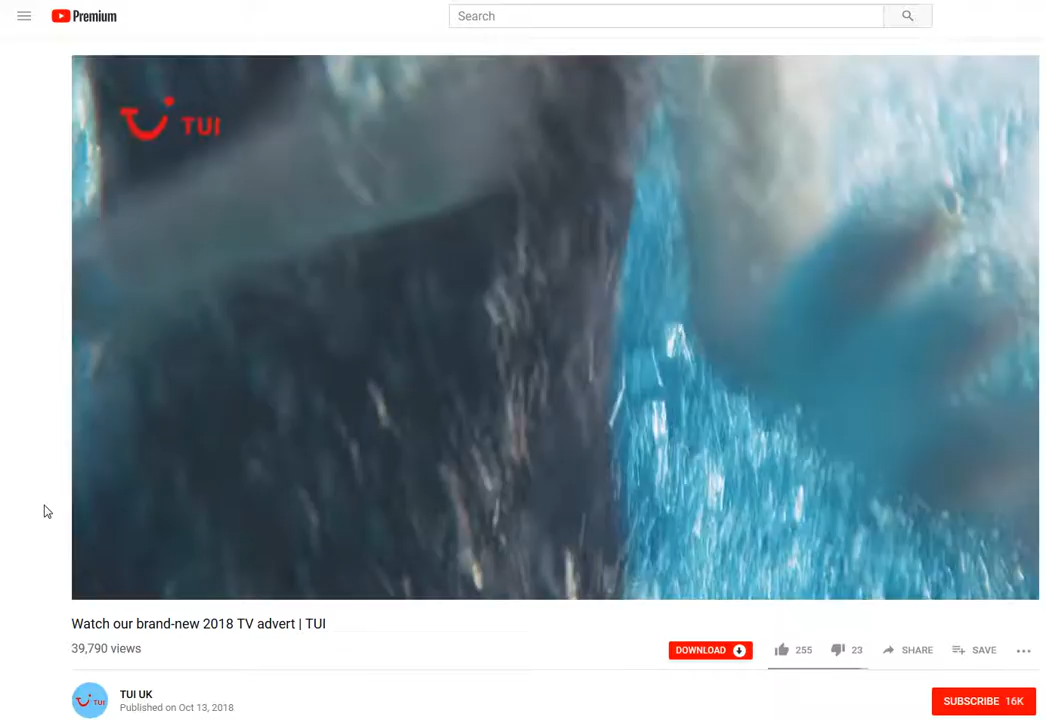 Premium
Search
TUI
Watch our brand-new 2018 TV advert | TUI
39,790 views
DOWNLOAD
255
23
SHARE
SAVE
TUI
TUI UK
Published on Oct 13, 2018
SUBSCRIBE 16K